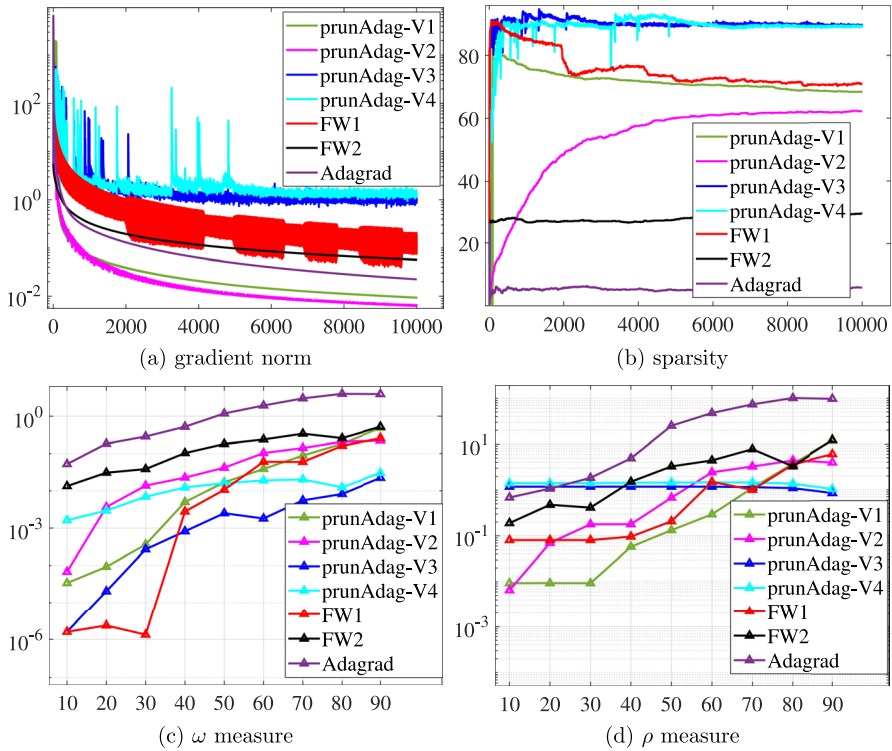 10^2
10^0
10^-2
0
2000
4000
6000
8000
10000
prunAdag-V1
prunAdag-V2
prunAdag-V3
prunAdag-V4
FW1
FW2
Adagrad
(a) gradient norm
80
60
40
20
0
2000
4000
6000
8000
10000
prunAdag-V1
prunAdag-V2
prunAdag-V3
prunAdag-V4
FW1
FW2
Adagrad
(b) sparsity
10^0
10^-3
10^-6
10 20 30 40 50 60 70 80 90
prunAdag-V1
prunAdag-V2
prunAdag-V3
prunAdag-V4
FW1
FW2
Adagrad
(c) ω measure
10^1
10^-1
10^-3
10 20 30 40 50 60 70 80 90
prunAdag-V1
prunAdag-V2
prunAdag-V3
prunAdag-V4
FW1
FW2
Adagrad
(d) ρ measure